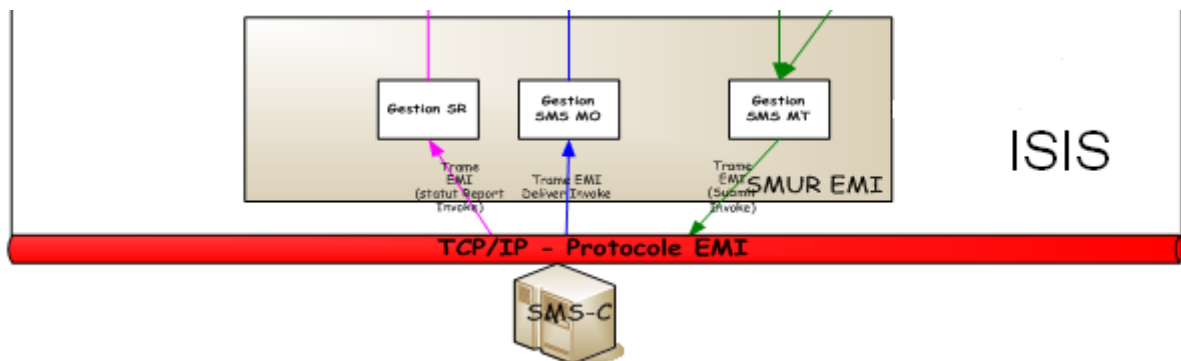 Gestion SR
Gestion
SMS MO
Gestion
SMS MT
ISIS
Trame
EMI
(statut Report
Invoke)
Trame EMI
Deliver Invoke
Trame
EMI
(Submit
Invoke)
SMUR EMI
TCP/IP - Protocole EMI
SMS-C